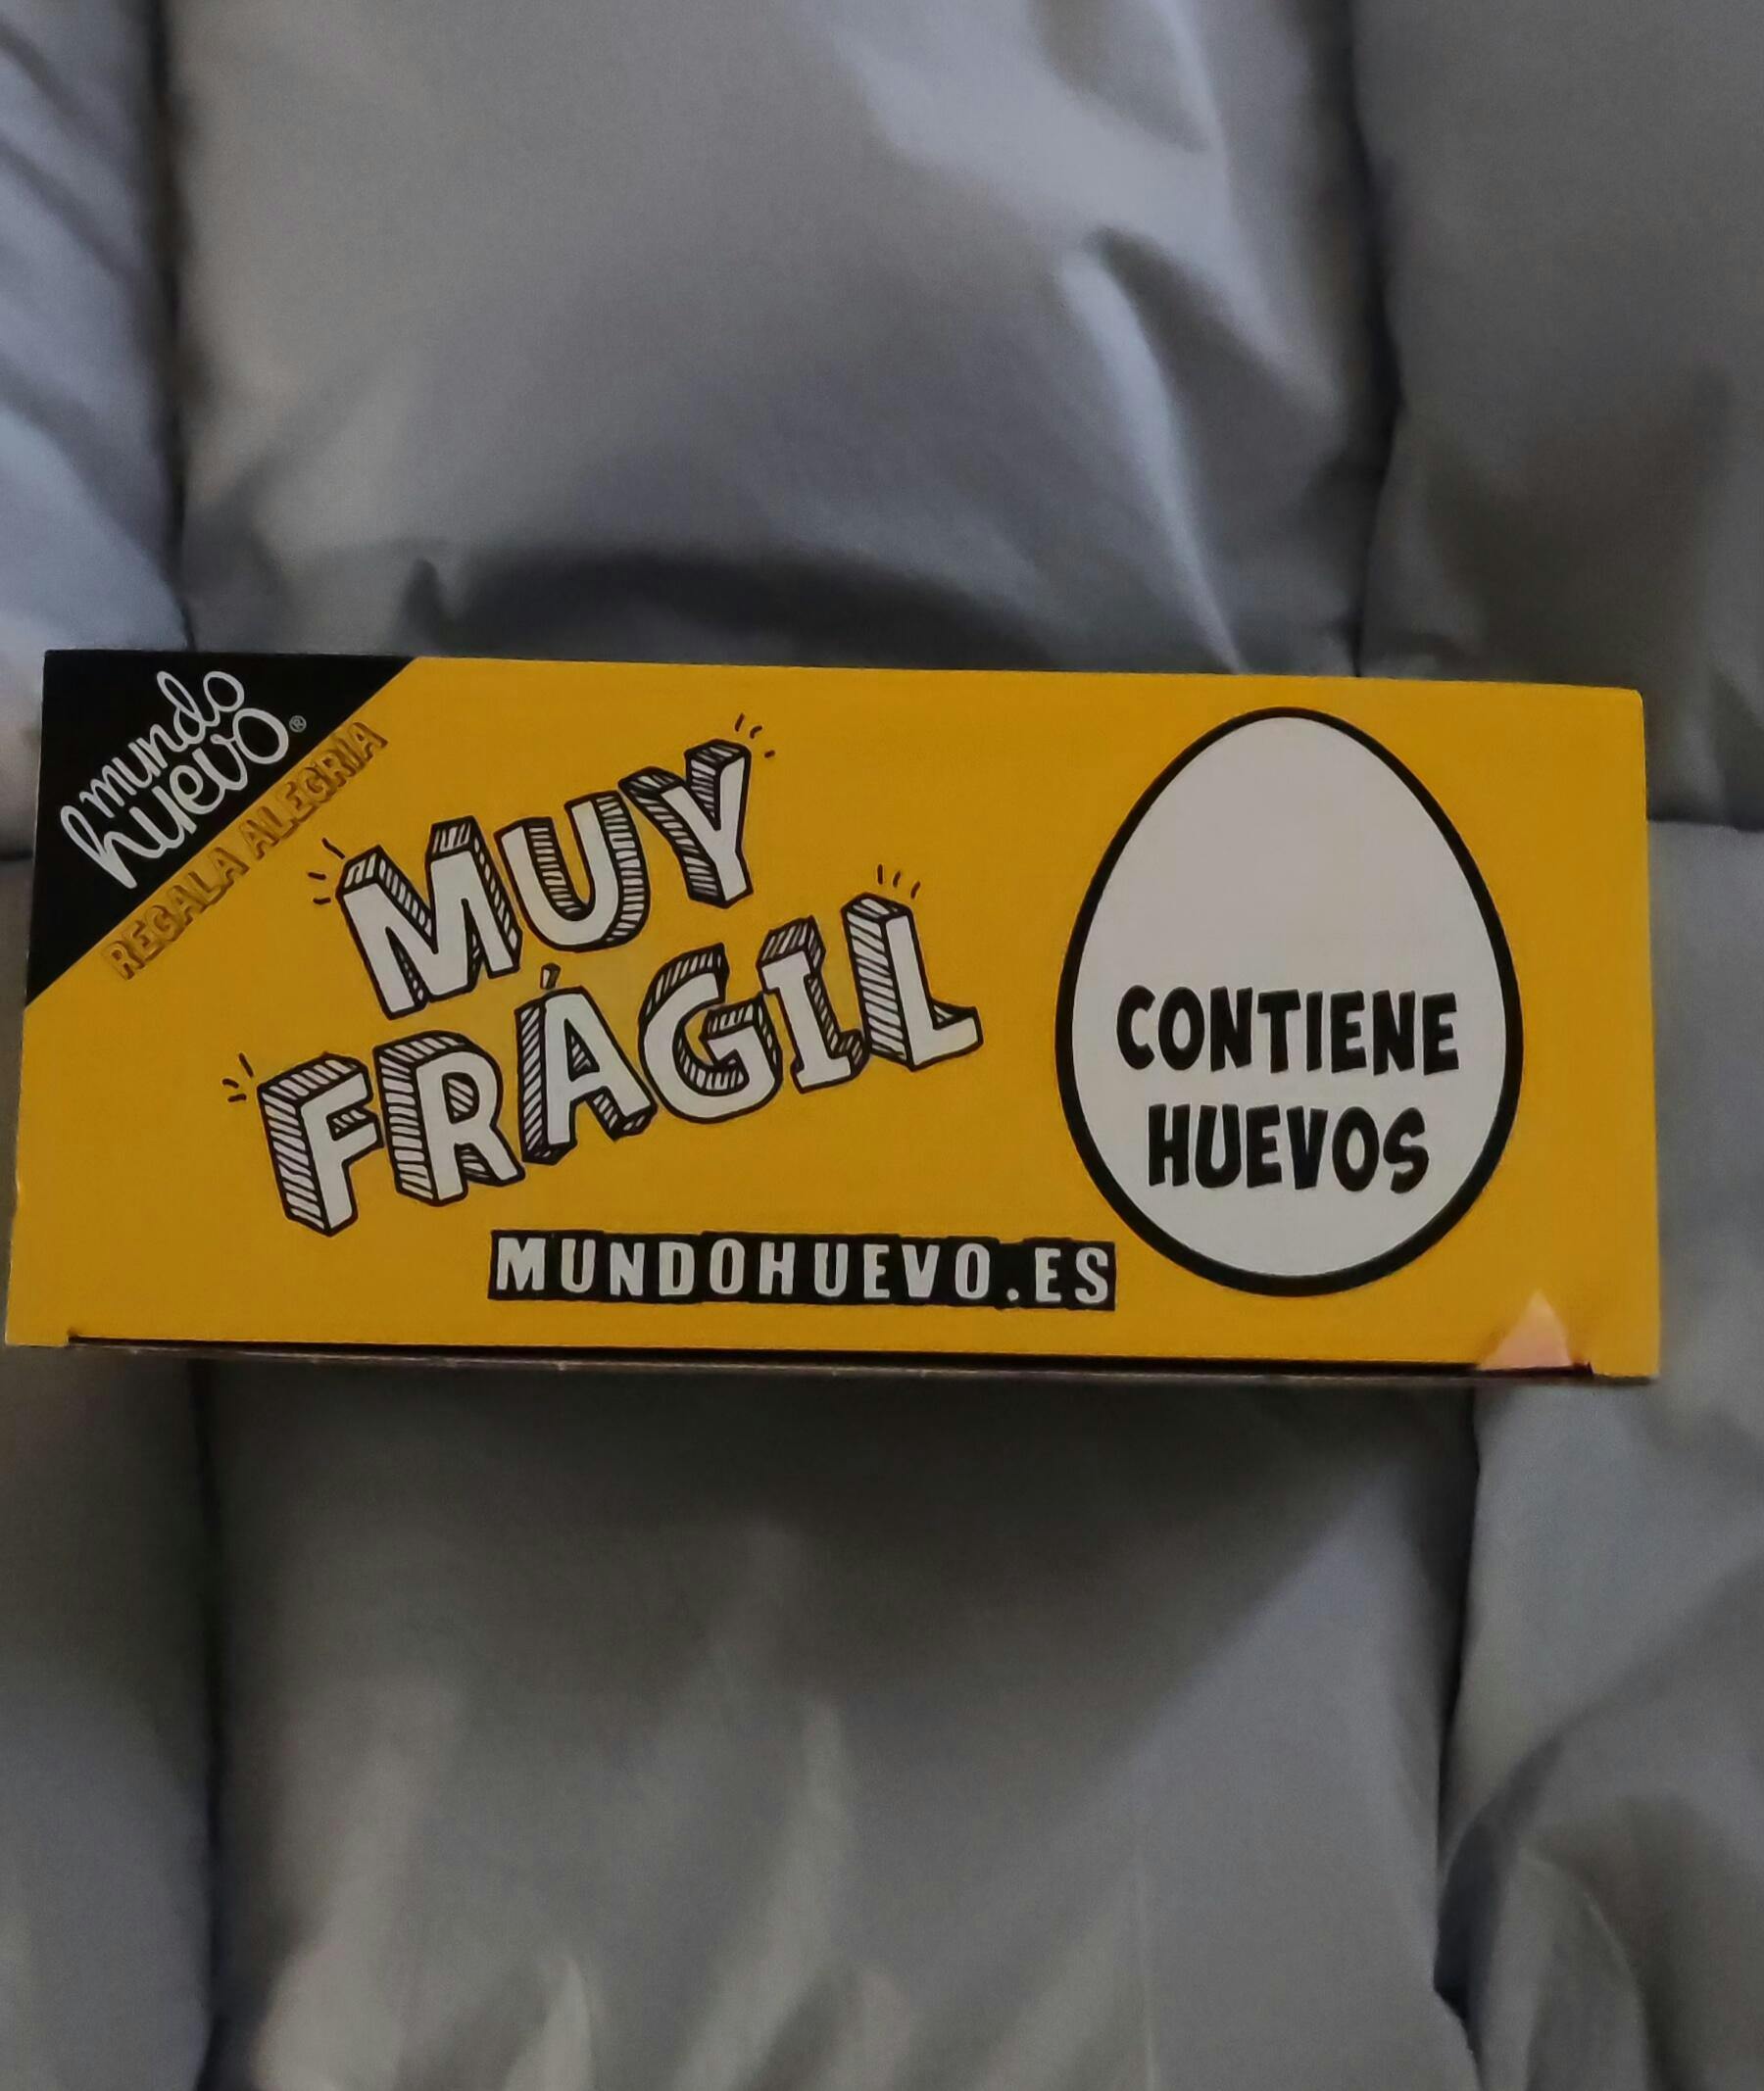 mundo
huevo®
REGALA ALEGRIA
MUY
FRÁGIL
CONTIENE
HUEVOS
MUNDOHUEVO.ES